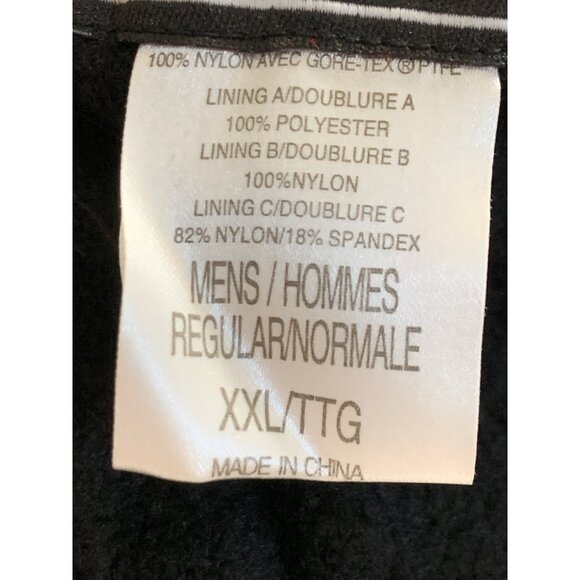 100% NYLON AVEC GORE-TEX® PTFE
LINING A/DOUBLURE A
100% POLYESTER
LINING B/DOUBLURE B
100%NYLON
LINING C/DOUBLURE C
82% NYLON/18% SPANDEX
MENS / HOMMES
REGULAR/NORMALE
XXL/TTG
MADE IN CHINA